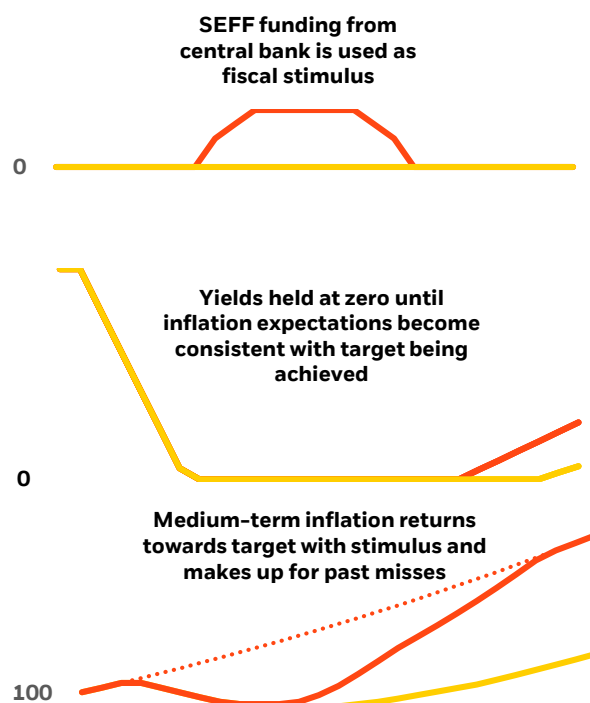 SEFF funding from
central bank is used as
fiscal stimulus
0
Yields held at zero until
inflation expectations become
consistent with target being
achieved
0
Medium-term inflation returns
towards target with stimulus and
makes up for past misses
100